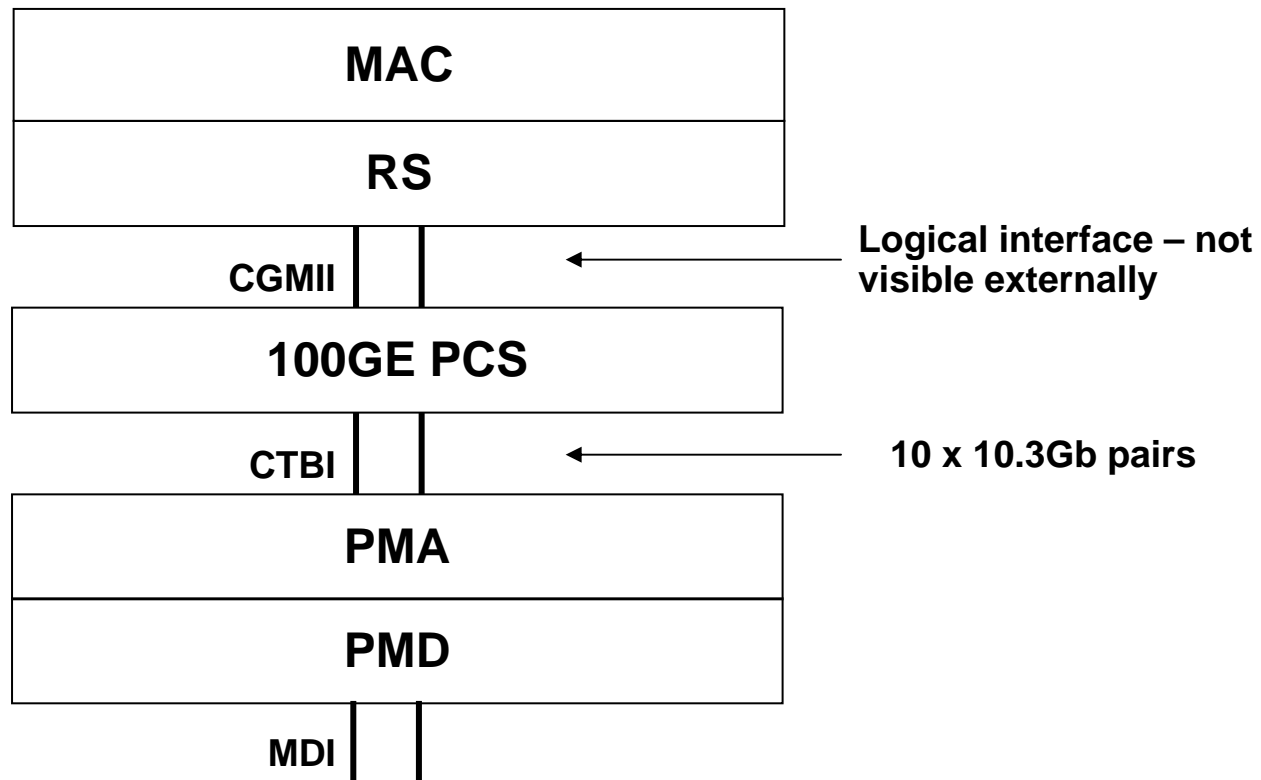 MAC
RS
CGMII
Logical interface – not
visible externally
100GE PCS
CTBI
10 x 10.3Gb pairs
PMA
PMD
MDI